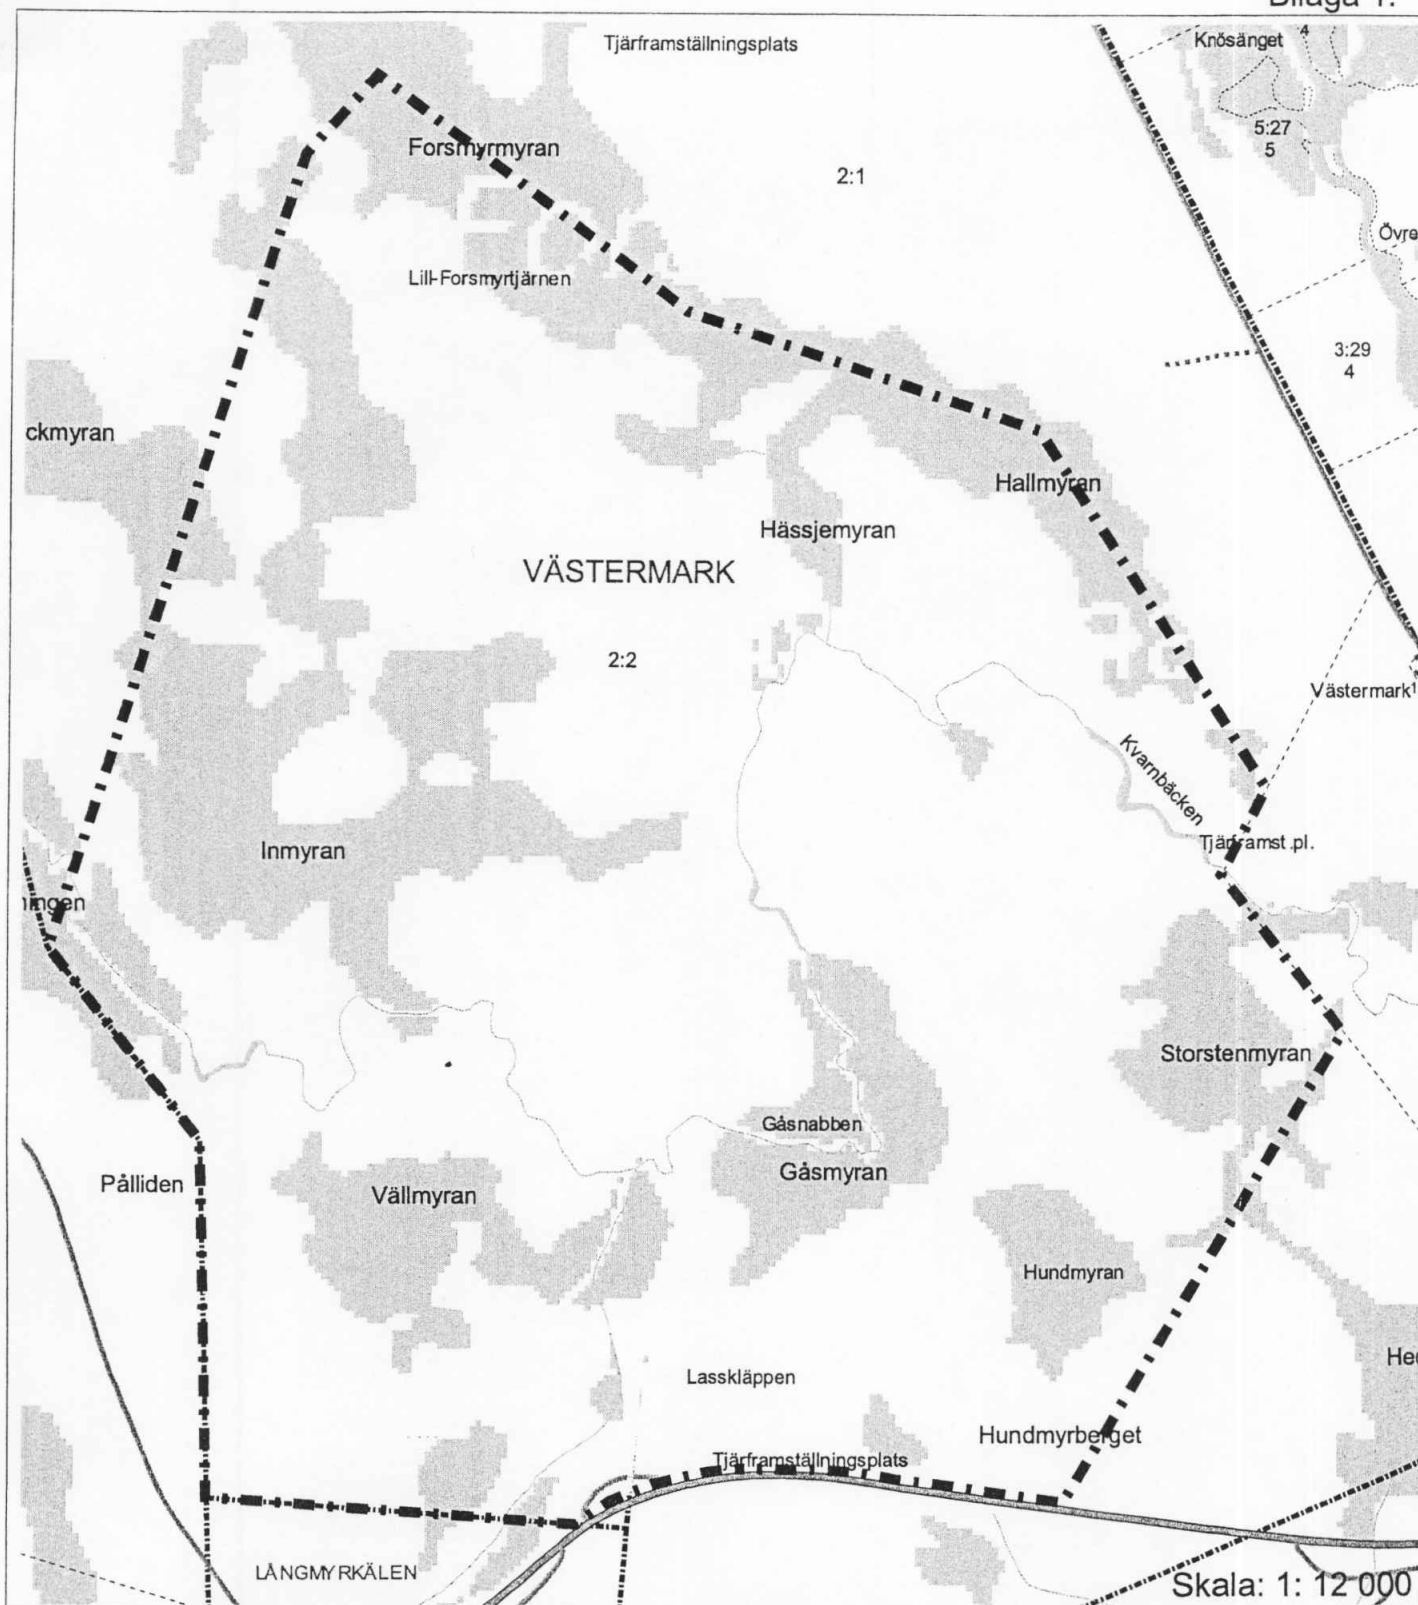 Bilaga 1.
Tjärframställningsplats
Knösänget
4
5:27
5
Forsmyrmyran
2:1
Övre
Lill-Forsmyrtjärnen
3:29
4
ckmyran
Hallmyran
Hässjemyran
VÄSTERMARK
2:2
Västermark
Kvarnbäcken
Tjärframst.pl.
Inmyran
ningen
Storstenmyran
Gåsnabben
Pålliden
Vällmyran
Gåsmyran
Hundmyran
Lasskläppen
Hundmyrberget
Tjärframställningsplats
LÅNGMYRKÄLEN
Skala: 1: 12 000